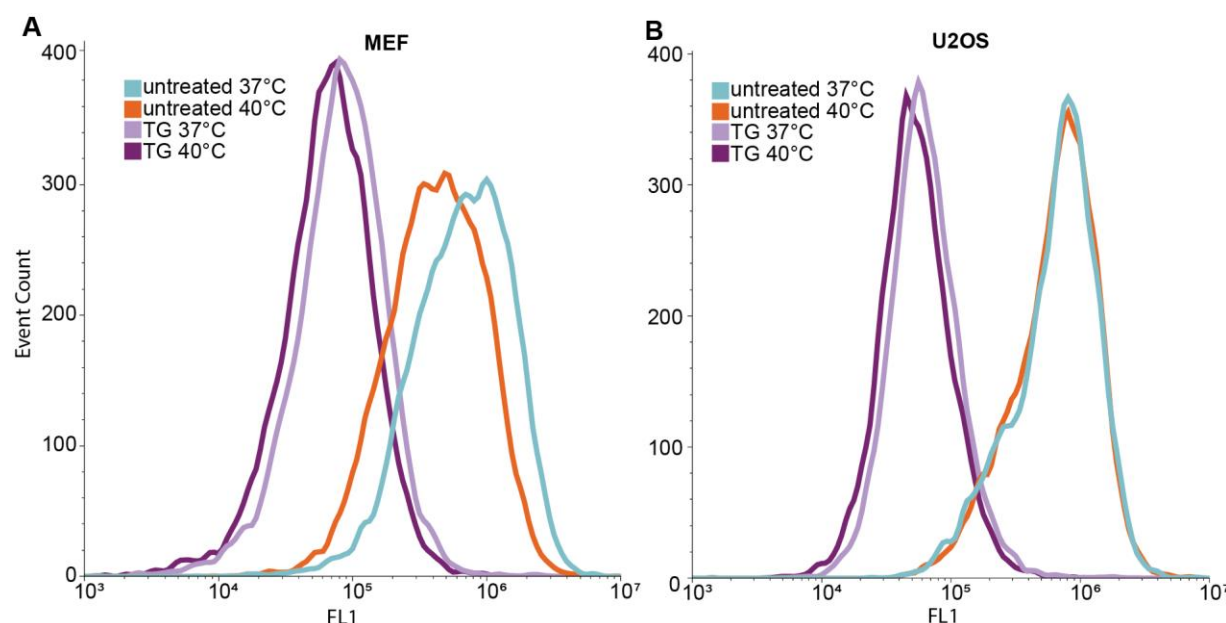 A
MEF
400
untreated 37°C
untreated 40°C
TG 37°C
TG 40°C
300
Event Count
200
100
0
10³
10⁴
10⁵
10⁶
10⁷
FL1
B
U2OS
400
untreated 37°C
untreated 40°C
TG 37°C
TG 40°C
300
200
100
0
10³
10⁴
10⁵
10⁶
10⁷
FL1